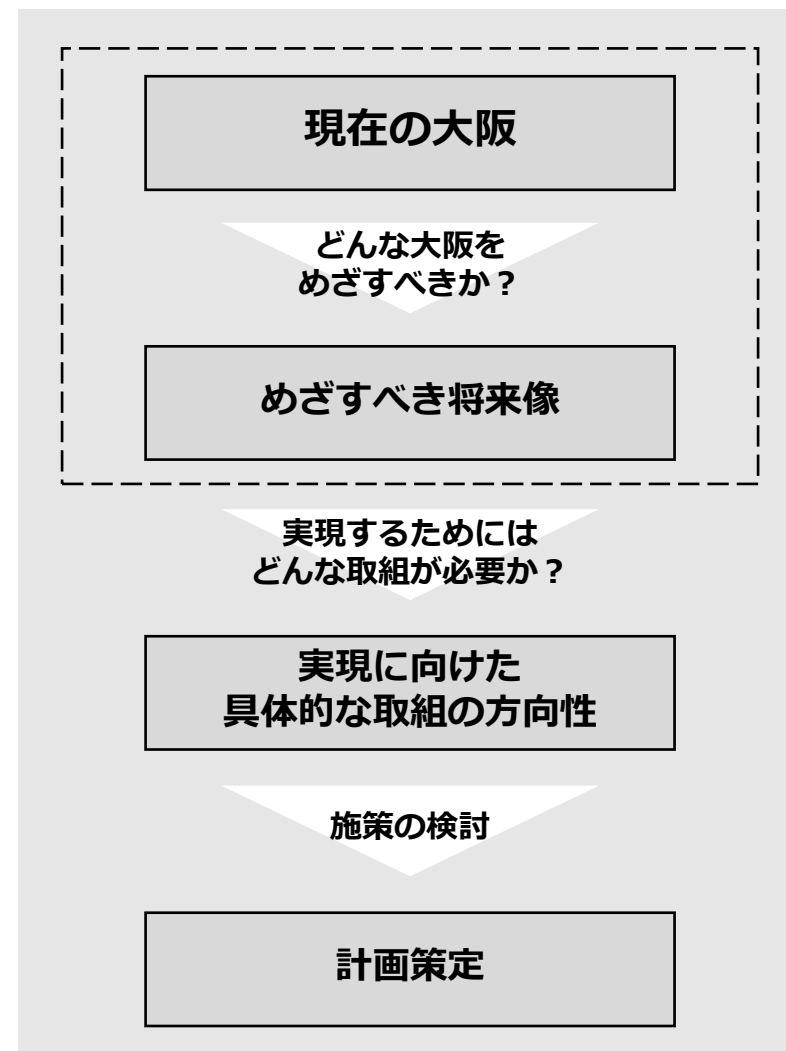 現在の大阪
どんな大阪を
めざすべきか？
めざすべき将来像
実現するためには
どんな取組が必要か？
実現に向けた
具体的な取組の方向性
施策の検討
計画策定